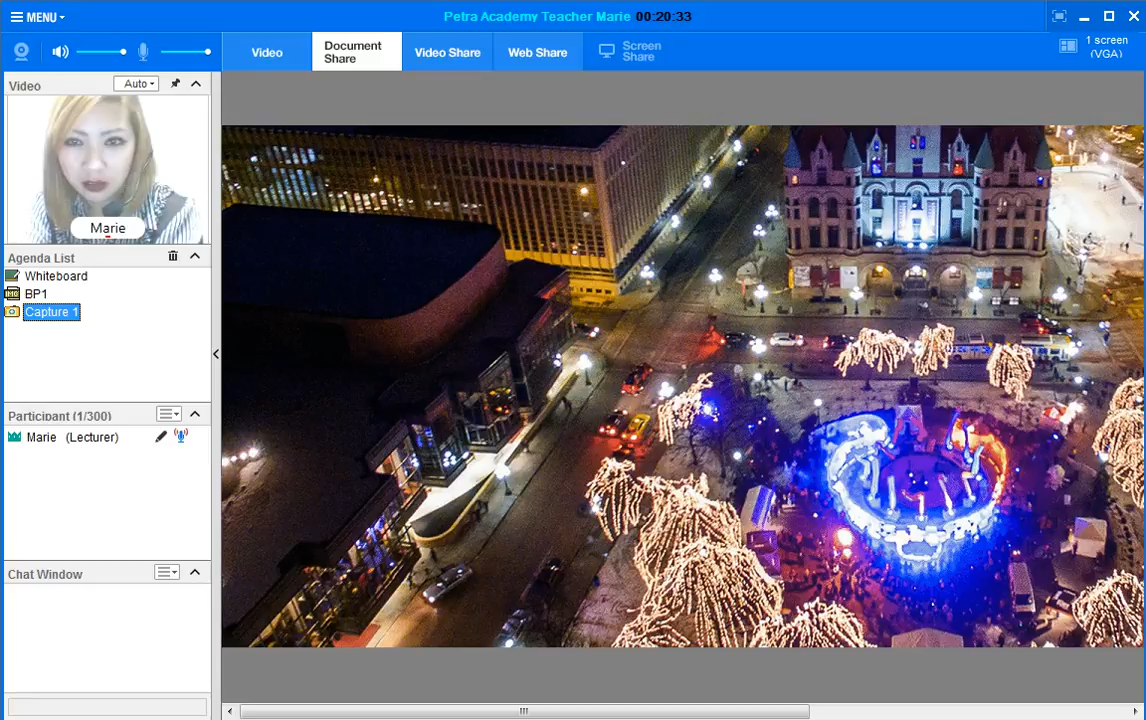 MENU
Petra Academy Teacher Marie 00:20:33
Video
Document Share
Video Share
Web Share
Screen Share
1 screen (VGA)
Video
Auto
Marie
Agenda List
Whiteboard
IMG
BP1
Capture 1
Participant (1/300)
Marie (Lecturer)
Chat Window